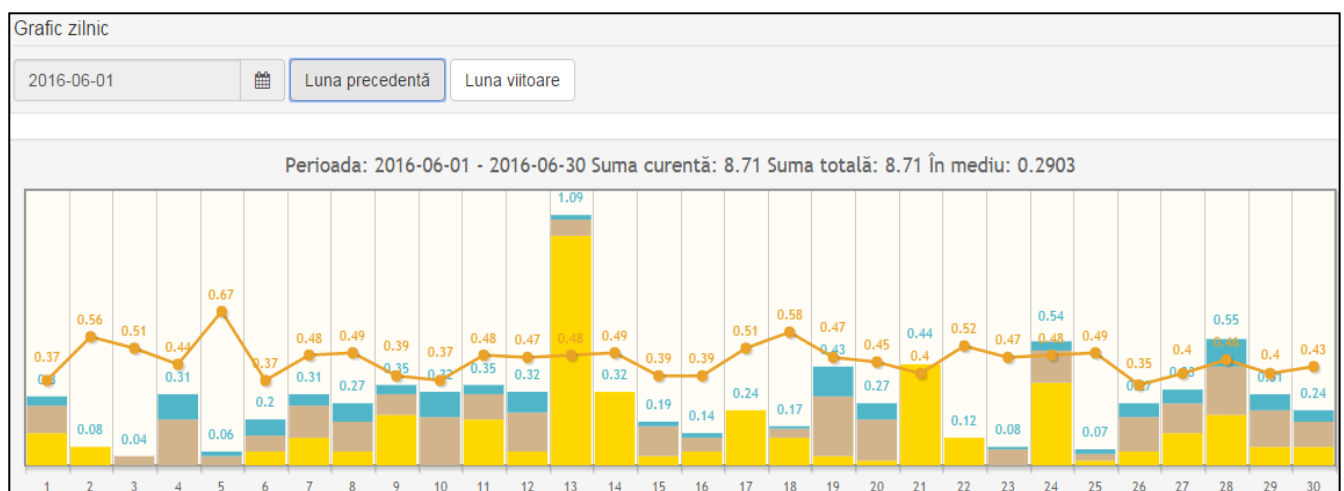 Grafic zilnic
2016-06-01 Luna precedentă Luna viitoare
Perioada: 2016-06-01 - 2016-06-30 Suma curentă: 8.71 Suma totală: 8.71 În mediu: 0.2903
1.09
0.67
0.56 0.51 0.44 0.48 0.49 0.48 0.47 0.48 0.49 0.51 0.58 0.47 0.45 0.44 0.52 0.47 0.54 0.48 0.49 0.55
0.37 0.37 0.39 0.37 0.39 0.39 0.43 0.4 0.35 0.4 0.4 0.43
0.31 0.31 0.27 0.35 0.32 0.35 0.32 0.32 0.24 0.27 0.24
0.08 0.04 0.06 0.2 0.19 0.14 0.17 0.12 0.08 0.07
1 2 3 4 5 6 7 8 9 10 11 12 13 14 15 16 17 18 19 20 21 22 23 24 25 26 27 28 29 30